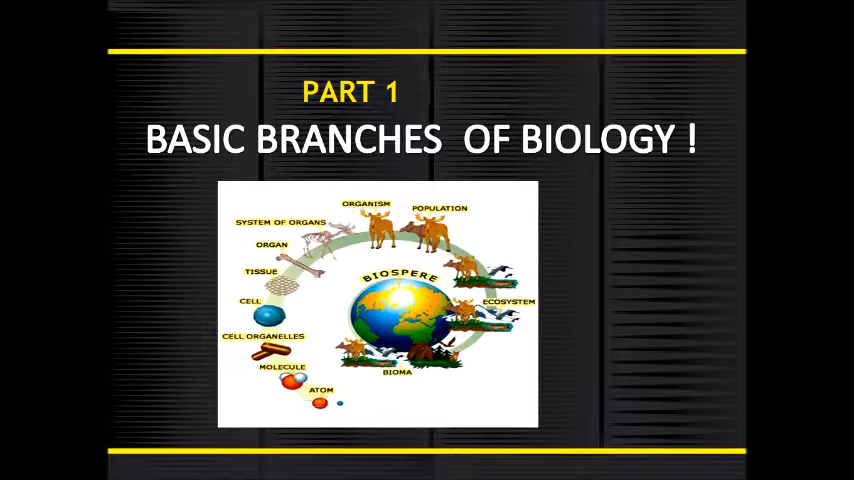 PART 1
BASIC BRANCHES OF BIOLOGY !
ORGANISM
POPULATION
SYSTEM OF ORGANS
ORGAN
TISSUE
BIOSPERE
CELL
ECOSYSTEM
CELL ORGANELLES
MOLECULE
BIOMA
ATOM